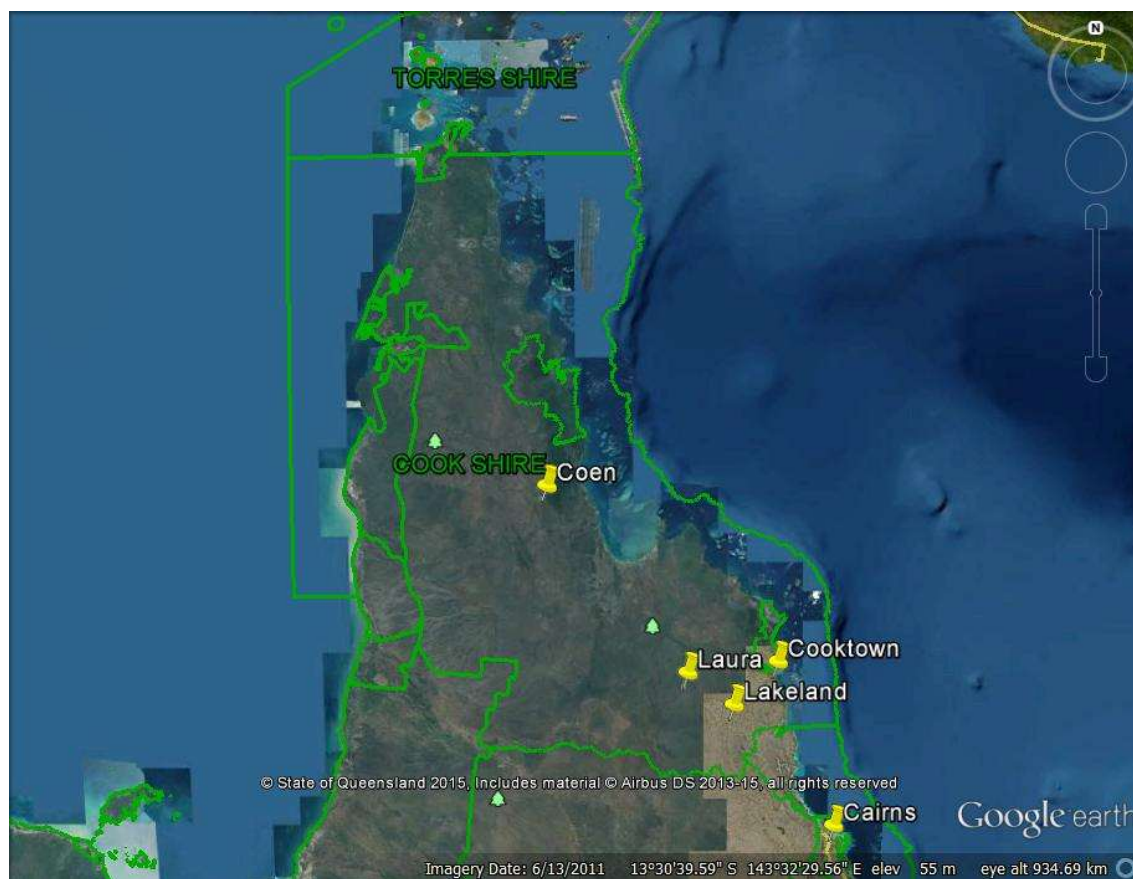 N
TORRES SHIRE
COOK SHIRE
Coen
Laura
Cooktown
Lakeland
© State of Queensland 2015, Includes material © Airbus DS 2013-15, all rights reserved
Cairns
Google earth
Imagery Date: 6/13/2011 13°30'39.59" S 143°32'29.56" E elev 55 m eye alt 934.69 km